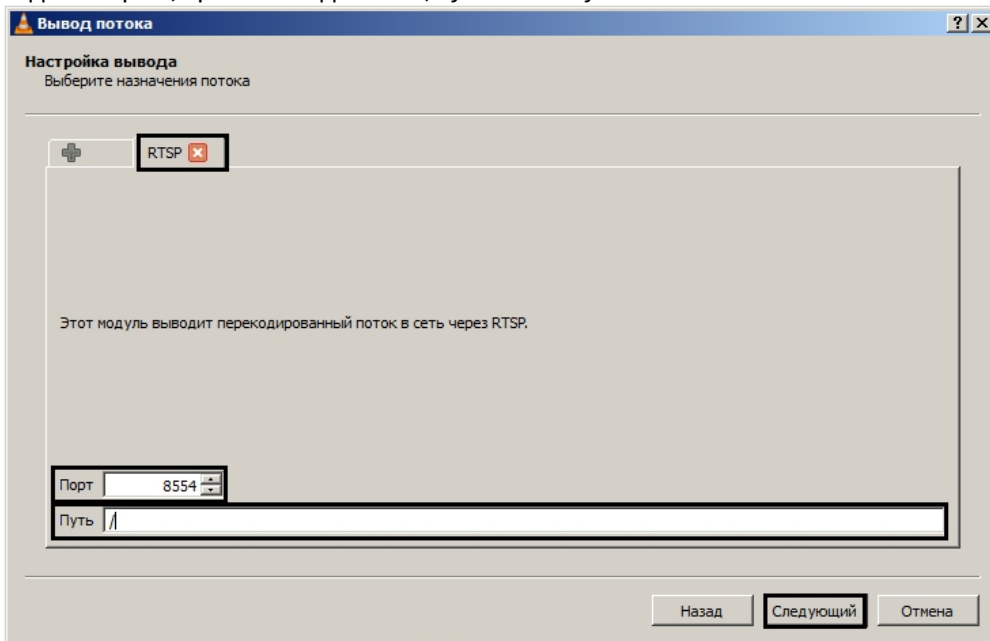 Вывод потока
Настройка вывода
Выберите назначения потока
RTSP
Этот модуль выводит перекодированный поток в сеть через RTSP.
Порт 8554
Путь /
Назад Следующий Отмена